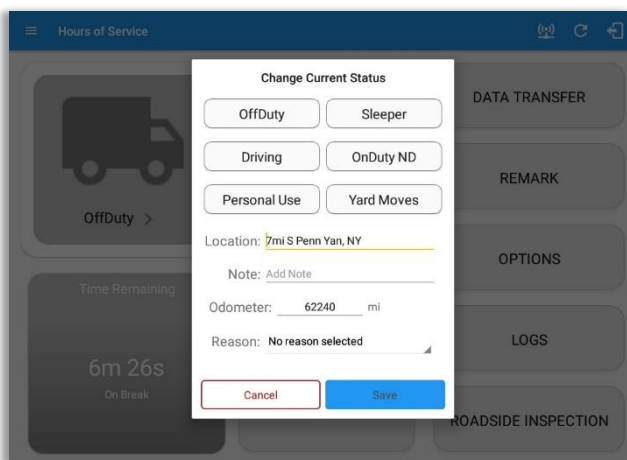 Hours of Service
Change Current Status
OffDuty
Sleeper
Driving
OnDuty ND
Personal Use
Yard Moves
Location: 7mi S Penn Yan, NY
Note: Add Note
Odometer: 62240 mi
Reason: No reason selected
Cancel
Save
OffDuty >
Time Remaining
6m 26s
On Break
DATA TRANSFER
REMARK
OPTIONS
LOGS
ROADSIDE INSPECTION